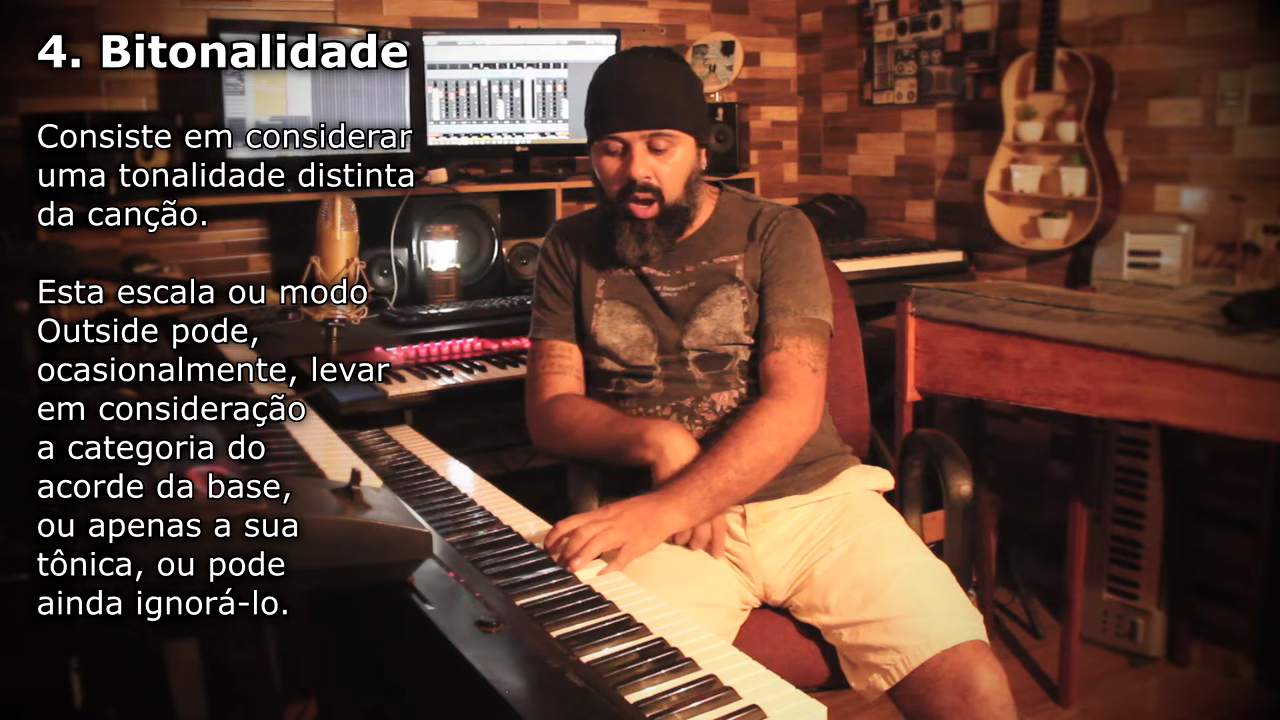 4. Bitonalidade
Consiste em considerar
uma tonalidade distinta
da canção.
Esta escala ou modo
Outside pode,
ocasionalmente, levar
em consideração
a categoria do
acorde da base,
ou apenas a sua
tônica, ou pode
ainda ignorá-lo.